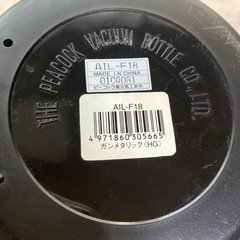 THE PEACOCK VACUUM BOTTLE CO., LTD.
AIL-F18
MADE IN CHINA
0104081
ピーコック魔法瓶工業㈱
AIL-F18
4971860305665
ガンメタリック(HG)